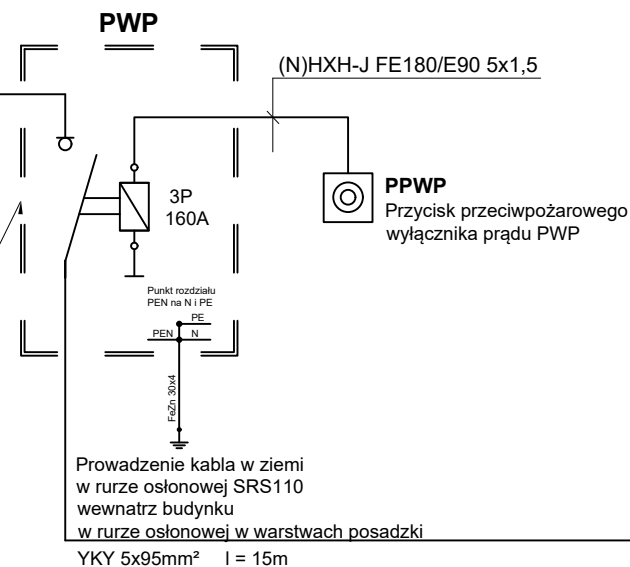 PWP
(N)HXH-J FE180/E90 5x1,5
3P
160A
PPWP
Przycisk przeciwpożarowego
wyłącznika prądu PWP
Punkt rozdziału
PEN na N i PE
PE
PEN
N
FeZn 30x4
Prowadzenie kabla w ziemi
w rurze osłonowej SRS110
wewnatrz budynku
w rurze osłonowej w warstwach posadzki
YKY 5x95mm² l = 15m